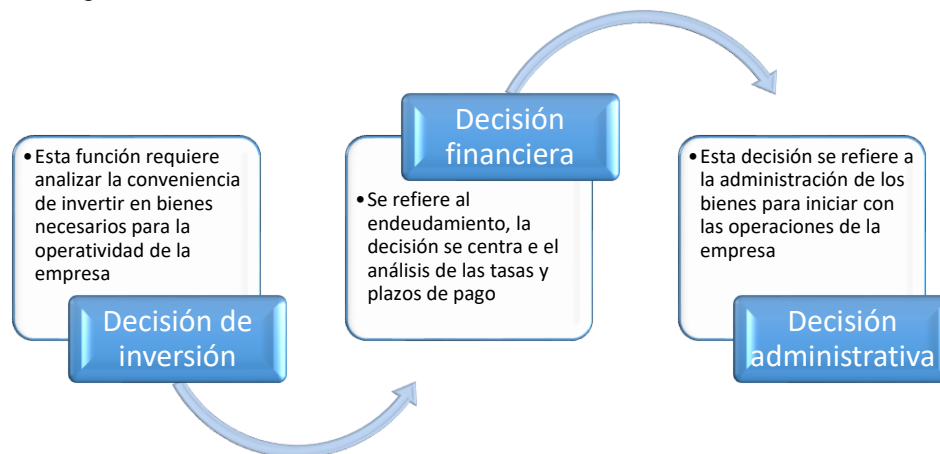 • Esta función requiere
analizar la conveniencia
de invertir en bienes
necesarios para la
operatividad de la
empresa
Decisión de
inversión
Decisión
financiera
• Se refiere al
endeudamiento, la
decisión se centra e el
análisis de las tasas y
plazos de pago
• Esta decisión se refiere a
la administración de los
bienes para iniciar con
las operaciones de la
empresa
Decisión
administrativa